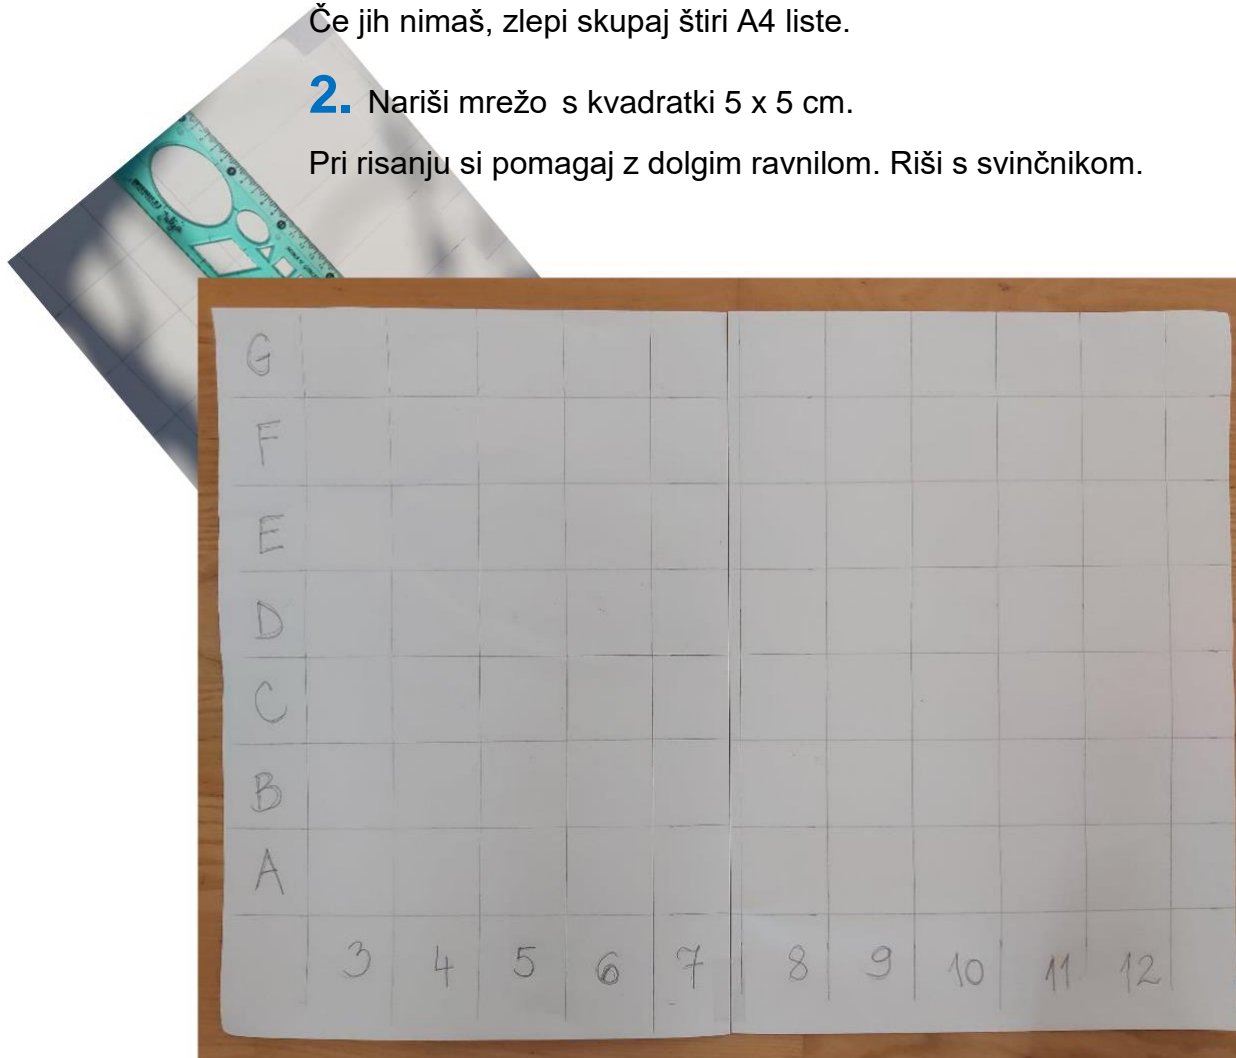 Če jih nimaš, zlepi skupaj štiri A4 liste.
2. Nariši mrežo s kvadratki 5 x 5 cm.
Pri risanju si pomagaj z dolgim ravnilom. Riši s svinčnikom.
G
F
E
D
C
B
A
3 4 5 6 7 8 9 10 11 12